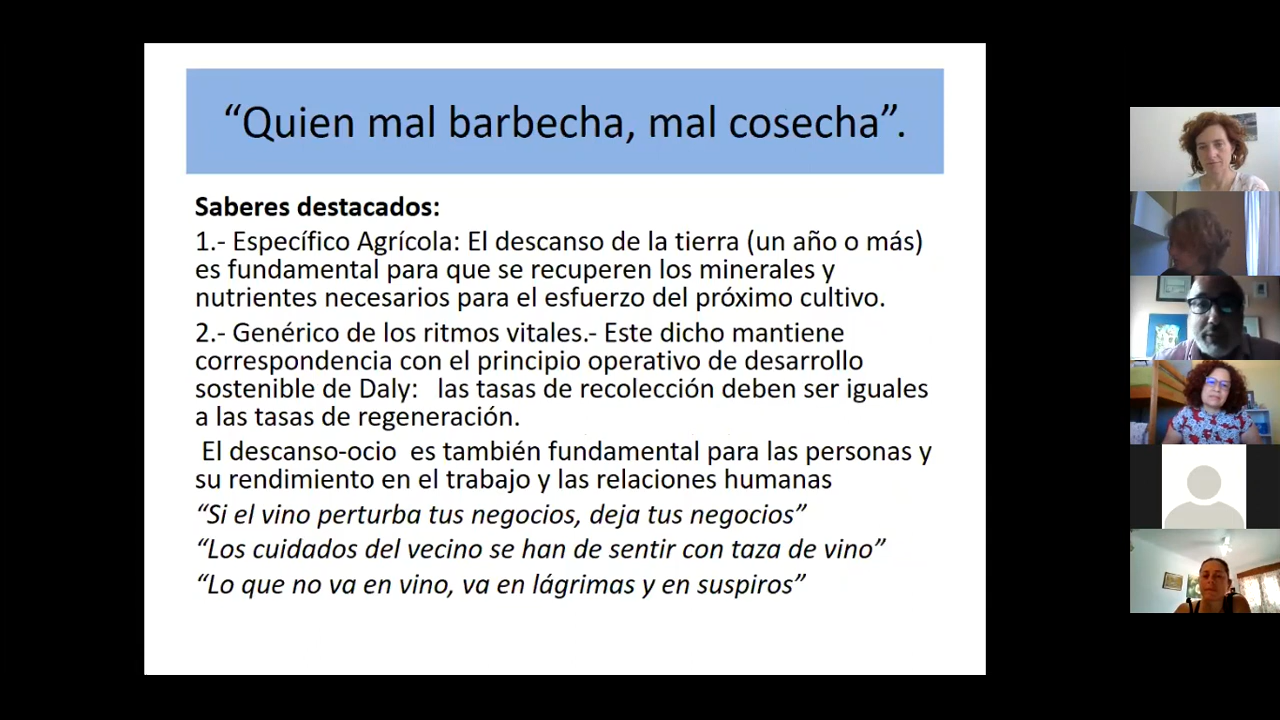 “Quien mal barbecha, mal cosecha”.
Saberes destacados:
1.- Específico Agrícola: El descanso de la tierra (un año o más)
es fundamental para que se recuperen los minerales y
nutrientes necesarios para el esfuerzo del próximo cultivo.
2.- Genérico de los ritmos vitales.- Este dicho mantiene
correspondencia con el principio operativo de desarrollo
sostenible de Daly:   las tasas de recolección deben ser iguales
a las tasas de regeneración.
El descanso-ocio  es también fundamental para las personas y
su rendimiento en el trabajo y las relaciones humanas
“Si el vino perturba tus negocios, deja tus negocios”
“Los cuidados del vecino se han de sentir con taza de vino”
“Lo que no va en vino, va en lágrimas y en suspiros”